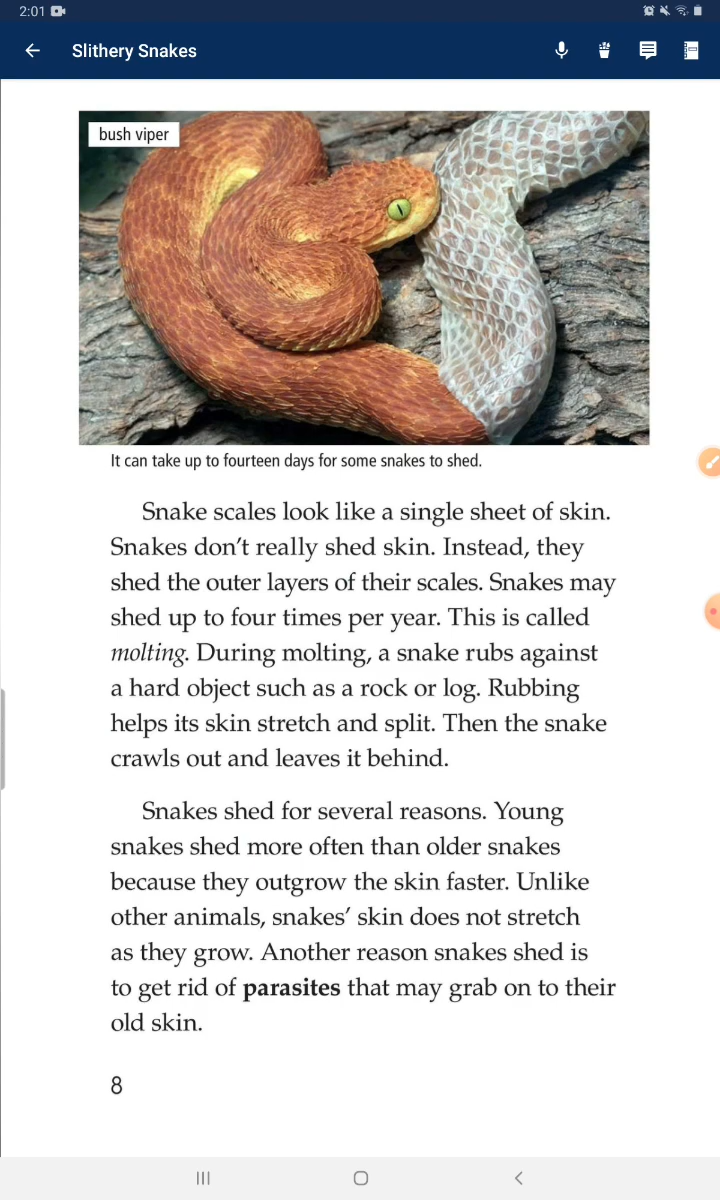 2:01
Slithery Snakes
bush viper
It can take up to fourteen days for some snakes to shed.
Snake scales look like a single sheet of skin.
Snakes don’t really shed skin. Instead, they
shed the outer layers of their scales. Snakes may
shed up to four times per year. This is called
molting. During molting, a snake rubs against
a hard object such as a rock or log. Rubbing
helps its skin stretch and split. Then the snake
crawls out and leaves it behind.
Snakes shed for several reasons. Young
snakes shed more often than older snakes
because they outgrow the skin faster. Unlike
other animals, snakes’ skin does not stretch
as they grow. Another reason snakes shed is
to get rid of parasites that may grab on to their
old skin.
8